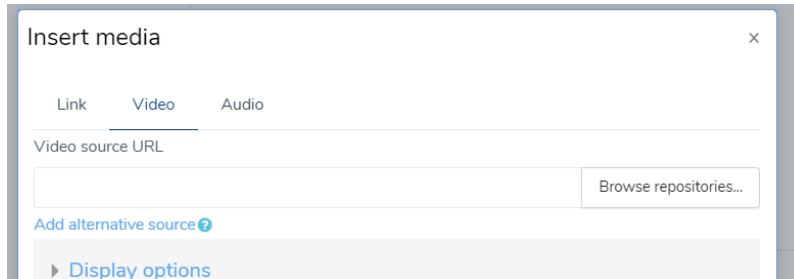 Insert media ×
Link Video Audio
Video source URL
Browse repositories...
Add alternative source ?
Display options